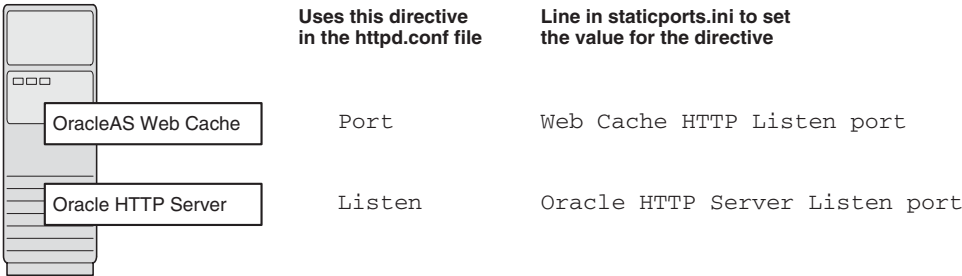 Uses this directive
in the httpd.conf file
Line in staticports.ini to set
the value for the directive
OracleAS Web Cache
Port
Web Cache HTTP Listen port
Oracle HTTP Server
Listen
Oracle HTTP Server Listen port